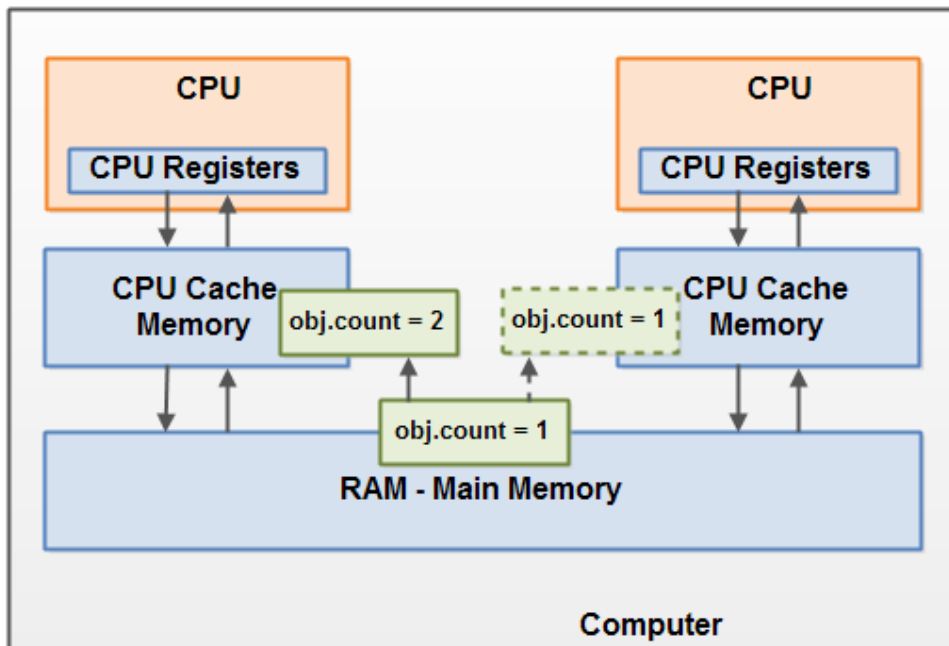 CPU
CPU
CPU Registers
CPU Registers
CPU Cache
Memory
CPU Cache
Memory
obj.count = 2
obj.count = 1
obj.count = 1
RAM - Main Memory
Computer